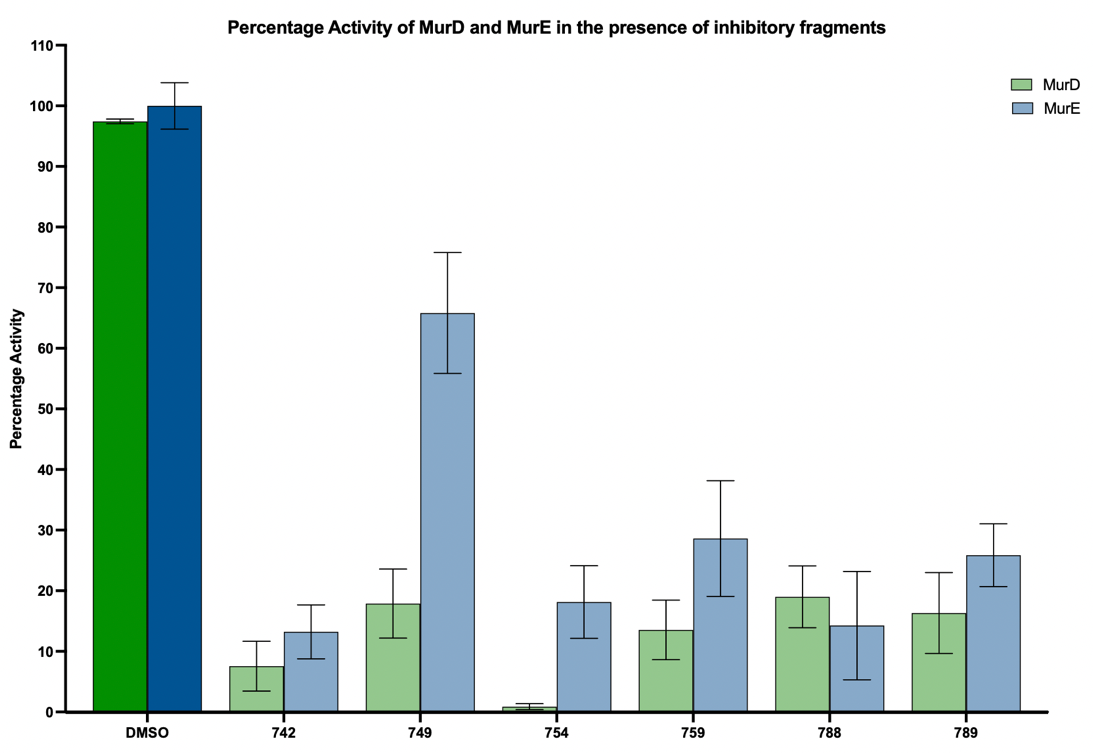 Percentage Activity of MurD and MurE in the presence of inhibitory fragments
MurD
MurE
Percentage Activity
110
100
90
80
70
60
50
40
30
20
10
0
DMSO 742 749 754 759 788 789